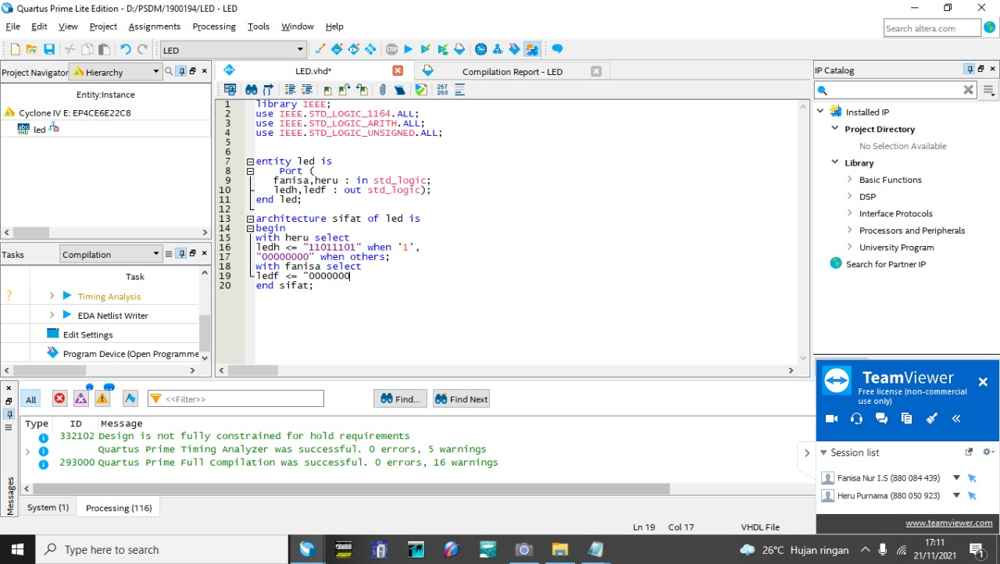 Quartus Prime Lite Edition - D:/PSDM/1900194/LED - LED
File Edit View Project Assignments Processing Tools Window Help
Search altera.com
LED
Project Navigator Hierarchy
LED.vhd*
Compilation Report - LED
IP Catalog
Entity:Instance
Cyclone IV E: EP4CE6E22C8
led
267
268
1 library IEEE;
2 use IEEE.STD_LOGIC_1164.ALL;
3 use IEEE.STD_LOGIC_ARITH.ALL;
4 use IEEE.STD_LOGIC_UNSIGNED.ALL;
5
6
7 entity led is
8 Port (
9 fanisa,heru : in std_logic;
10 ledh,ledf : out std_logic);
11 end led;
12
13 architecture sifat of led is
14 begin
15 with heru select
16 ledh <= "11011101" when '1',
17 "00000000" when others;
18 with fanisa select
19 ledf <= "0000000
20 end sifat;
Installed IP
Project Directory
No Selection Available
Library
Basic Functions
DSP
Interface Protocols
Processors and Peripherals
University Program
Search for Partner IP
Tasks Compilation
Task
? Timing Analysis
EDA Netlist Writer
Edit Settings
Program Device (Open Programme
All
<<Filter>>
Find...
Find Next
Type ID Message
332102 Design is not fully constrained for hold requirements
Quartus Prime Timing Analyzer was successful. 0 errors, 5 warnings
293000 Quartus Prime Full Compilation was successful. 0 errors, 16 warnings
Messages
System (1) Processing (116)
Ln 19 Col 17 VHDL File
TeamViewer
Free license (non-commercial
use only)
Session list
Fanisa Nur I.S (880 084 439)
Heru Purnama (880 050 923)
www.teamviewer.com
Type here to search
26°C Hujan ringan
17:11
21/11/2021
1